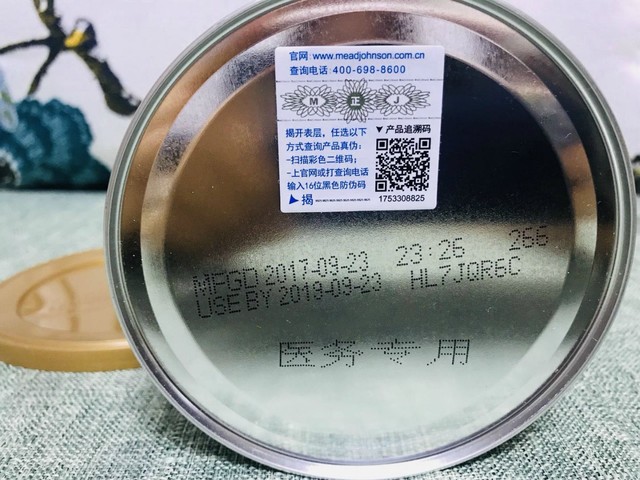 官网：www.meadjohnson.com.cn
查询电话：400-698-8600
M 正 J
揭开表层，任选以下
方式查询产品真伪：
-扫描彩色二维码；
-上官网或打查询电话
输入16位黑色防伪码
▶揭
▼产品追溯码
1753308825
MFGD 2017-09-23 23:26 266
USE BY 2019-09-23 HL7JQR6C
医务专用